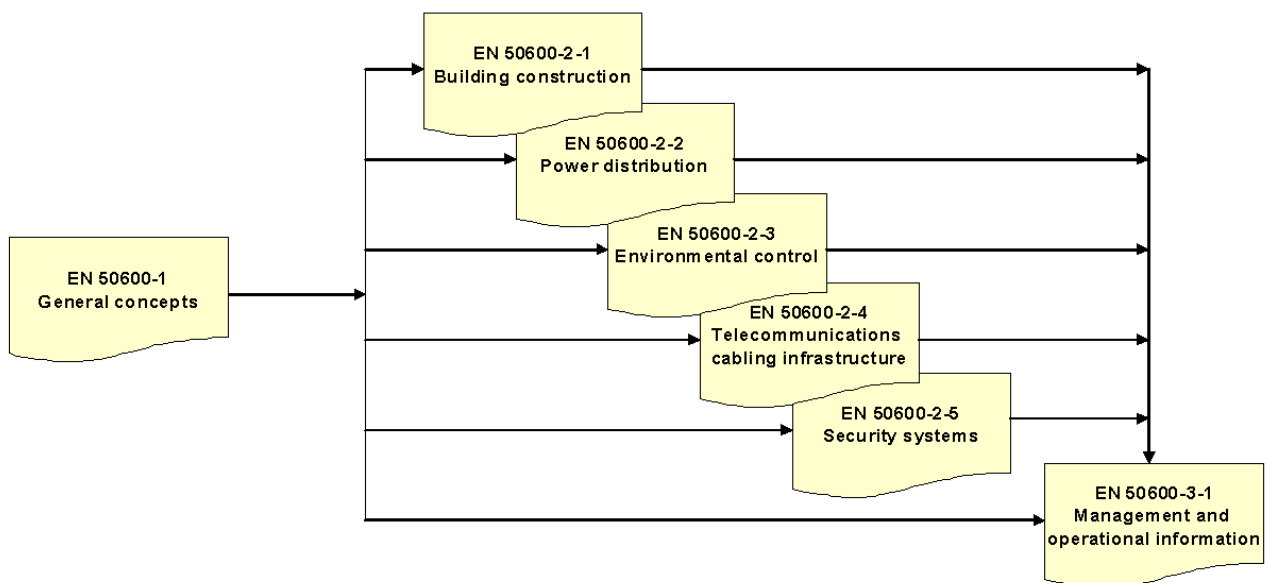 EN 50600-2-1
Building construction
EN 50600-2-2
Power distribution
EN 50600-2-3
Environmental control
EN 50600-1
General concepts
EN 50600-2-4
Telecommunications
cabling infrastructure
EN 50600-2-5
Security systems
EN 50600-3-1
Management and
operational information